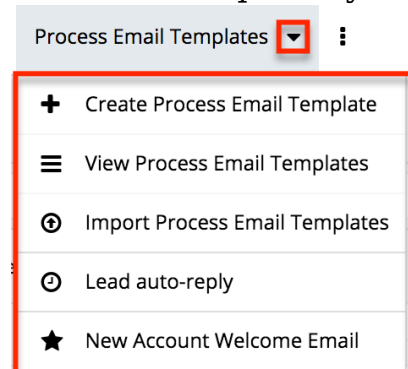 Process Email Templates
Create Process Email Template
View Process Email Templates
Import Process Email Templates
Lead auto-reply
New Account Welcome Email